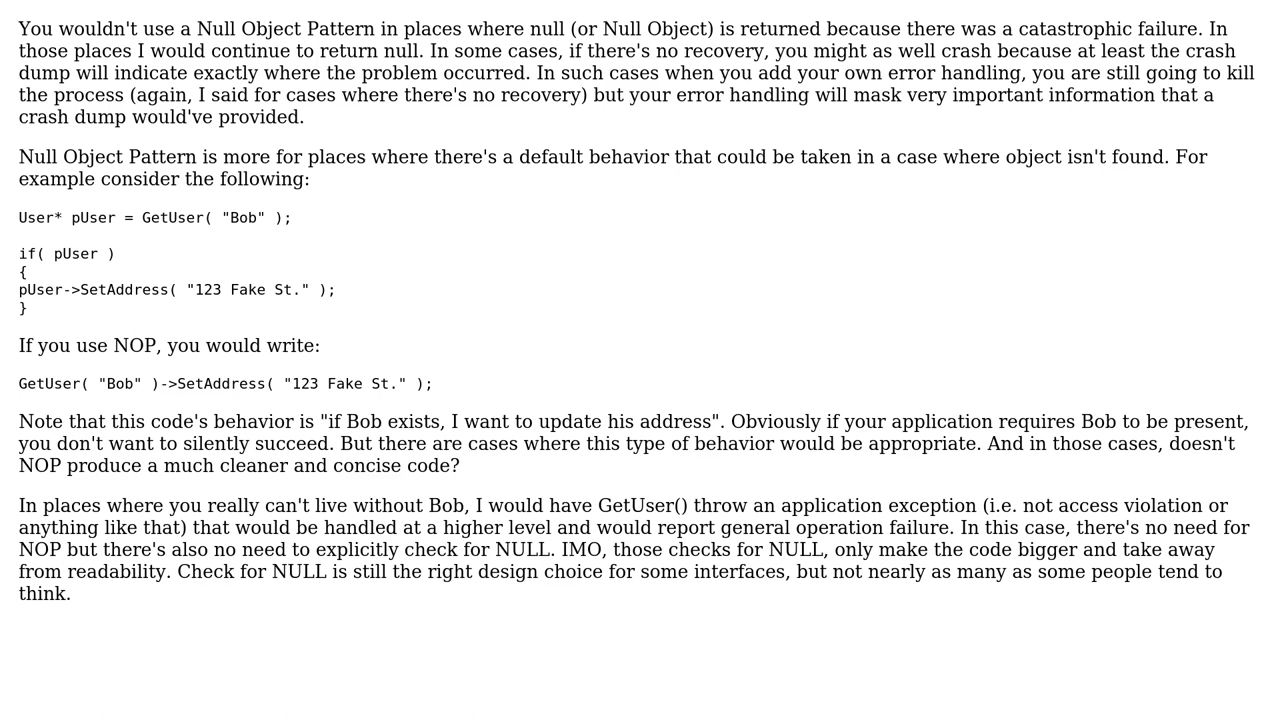 You wouldn't use a Null Object Pattern in places where null (or Null Object) is returned because there was a catastrophic failure. In
those places I would continue to return null. In some cases, if there's no recovery, you might as well crash because at least the crash
dump will indicate exactly where the problem occurred. In such cases when you add your own error handling, you are still going to kill
the process (again, I said for cases where there's no recovery) but your error handling will mask very important information that a
crash dump would've provided.
Null Object Pattern is more for places where there's a default behavior that could be taken in a case where object isn't found. For
example consider the following:
User* pUser = GetUser( "Bob" );
if( pUser )
{
pUser->SetAddress( "123 Fake St." );
}
If you use NOP, you would write:
GetUser( "Bob" )->SetAddress( "123 Fake St." );
Note that this code's behavior is "if Bob exists, I want to update his address". Obviously if your application requires Bob to be present,
you don't want to silently succeed. But there are cases where this type of behavior would be appropriate. And in those cases, doesn't
NOP produce a much cleaner and concise code?
In places where you really can't live without Bob, I would have GetUser() throw an application exception (i.e. not access violation or
anything like that) that would be handled at a higher level and would report general operation failure. In this case, there's no need for
NOP but there's also no need to explicitly check for NULL. IMO, those checks for NULL, only make the code bigger and take away
from readability. Check for NULL is still the right design choice for some interfaces, but not nearly as many as some people tend to
think.